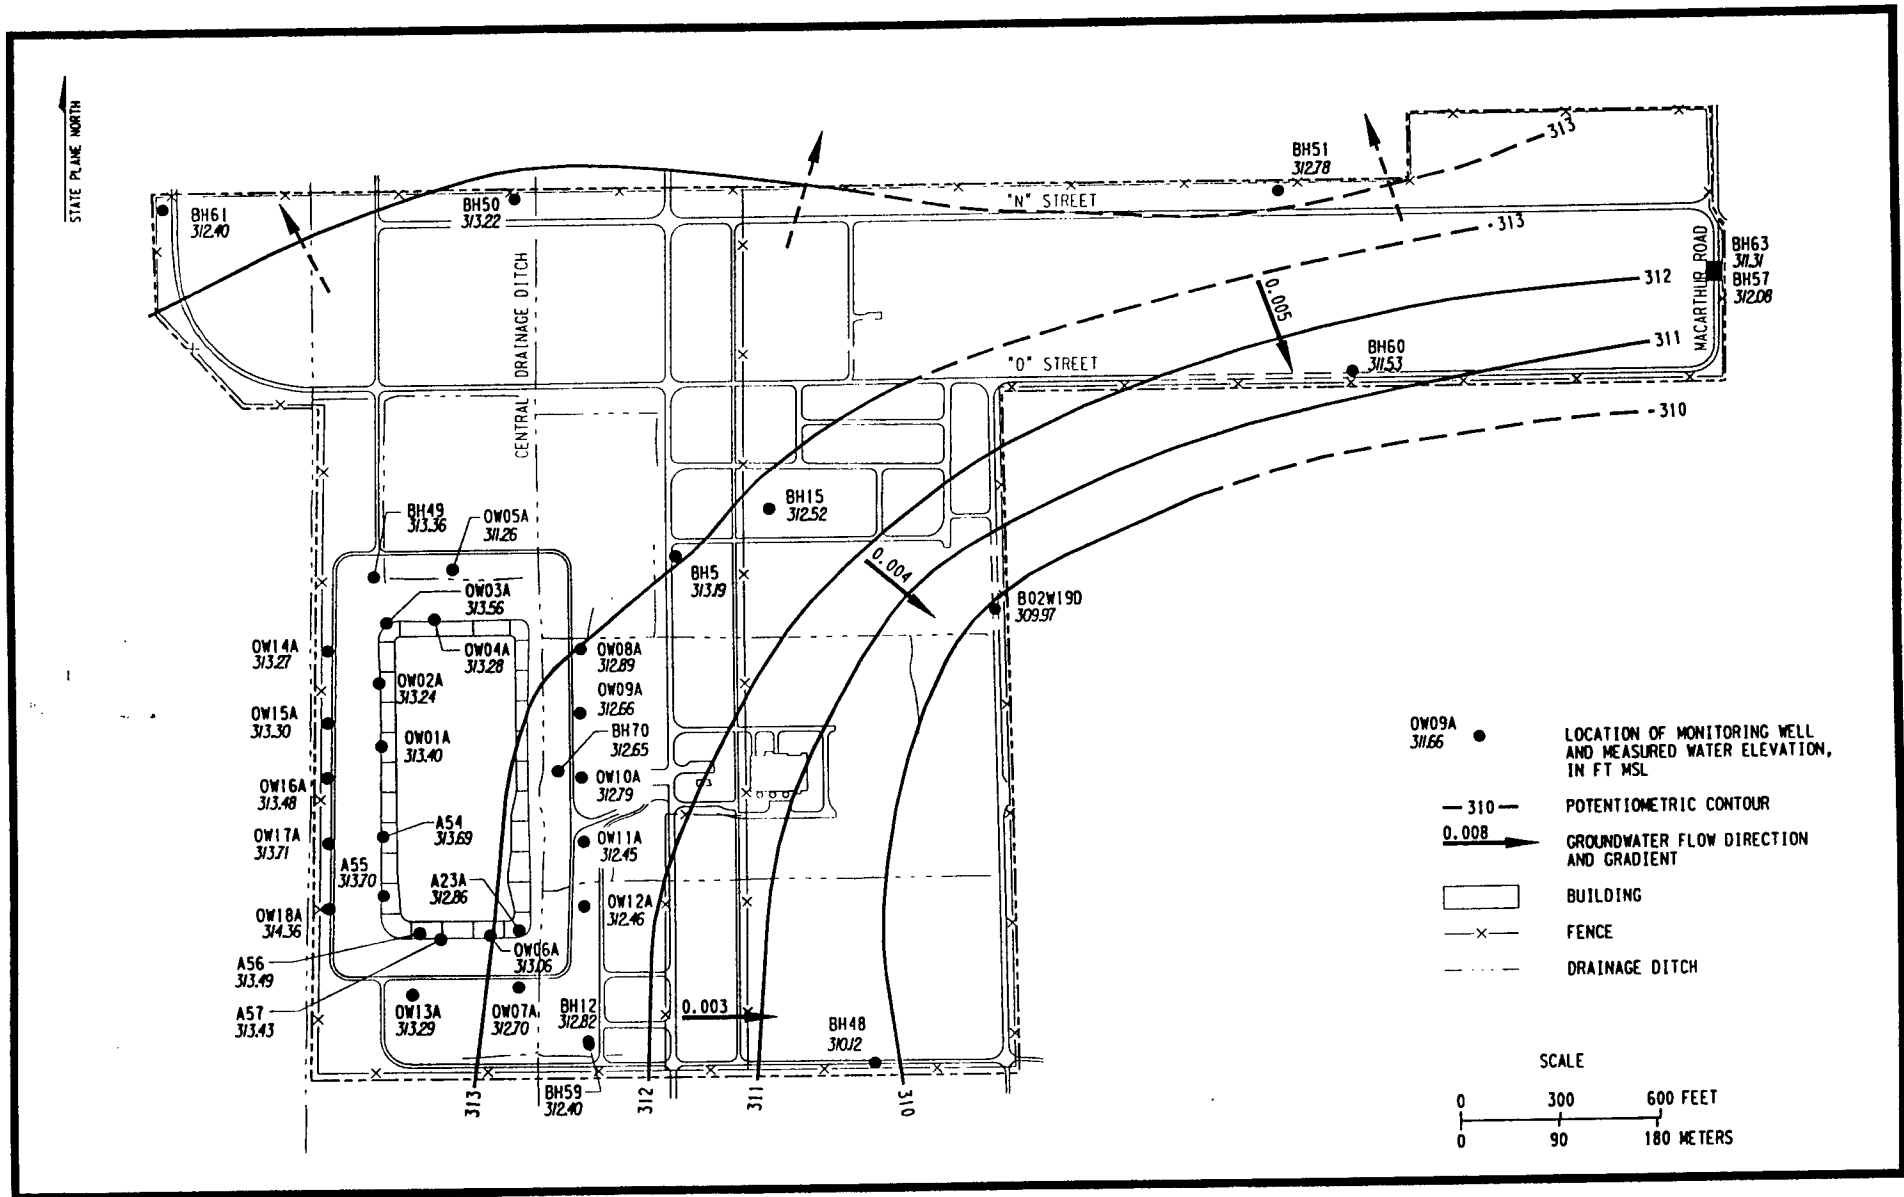 STATE PLANE NORTH
BH61
312.40
BH50
313.22
BH51
312.78
313
"N" STREET
313
MACARTHUR ROAD
BH63
311.31
BH57
312.08
312
0.005
CENTRAL DRAINAGE DITCH
"O" STREET
BH60
311.53
311
310
BH15
312.52
BH49
313.36
OW05A
311.26
BH5
313.19
0.004
B02W19D
309.97
OW03A
313.56
OW04A
313.28
OW14A
313.27
OW02A
313.24
OW08A
312.89
OW09A
312.66
BH70
312.65
OW15A
313.30
OW01A
313.40
OW10A
312.79
OW16A
313.48
A54
313.69
OW17A
313.71
OW11A
312.45
A55
313.70
A23A
312.86
OW12A
312.46
OW18A
314.36
OW06A
313.06
A56
313.49
A57
313.43
OW13A
313.29
OW07A
312.70
BH12
312.82
0.003
BH48
310.12
BH59
312.40
313
312
311
310
OW09A
311.66
LOCATION OF MONITORING WELL
AND MEASURED WATER ELEVATION,
IN FT MSL
310
POTENTIOMETRIC CONTOUR
0.008
GROUNDWATER FLOW DIRECTION
AND GRADIENT
BUILDING
FENCE
DRAINAGE DITCH
SCALE
0 300 600 FEET
0 90 180 METERS